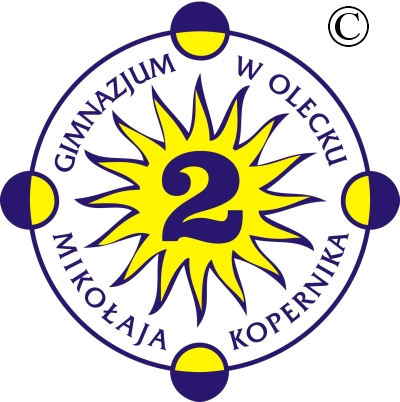 ©
GIMNAZJUM
W OLECKU
2
MIKOŁAJA
KOPERNIKA